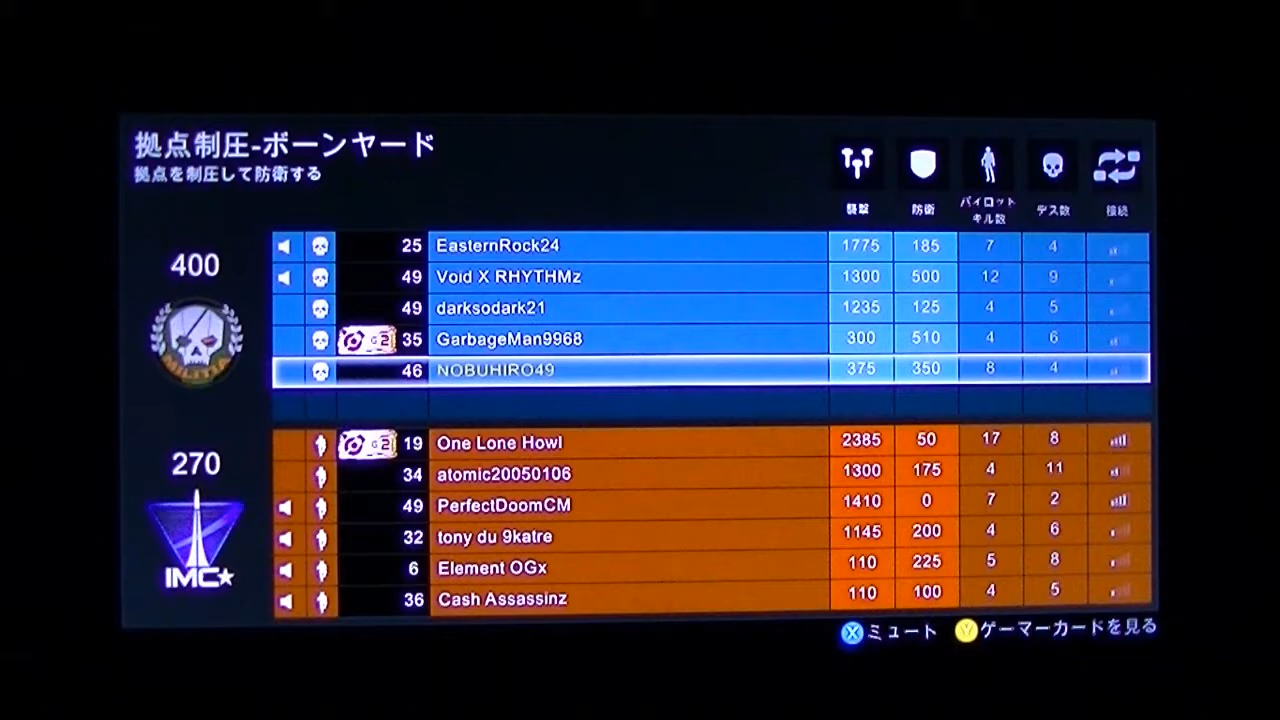 拠点制圧-ボーンヤード
拠点を制圧して防衛する
襲撃 防衛 パイロットキル数 デス数 接続
400
25 EasternRock24 1775 185 7 4
49 Void X RHYTHMz 1300 500 12 9
49 darksodark21 1235 125 4 5
G2 35 GarbageMan9968 300 510 4 6
46 NOBUHIRO49 375 350 8 4
270
IMC
G2 19 One Lone Howl 2385 50 17 8
34 atomic20050106 1300 175 4 11
49 PerfectDoomCM 1410 0 7 2
32 tony du 9katre 1145 200 4 6
6 Element OGx 110 225 5 8
36 Cash Assassinz 110 100 4 5
X ミュート Y ゲーマーカードを見る